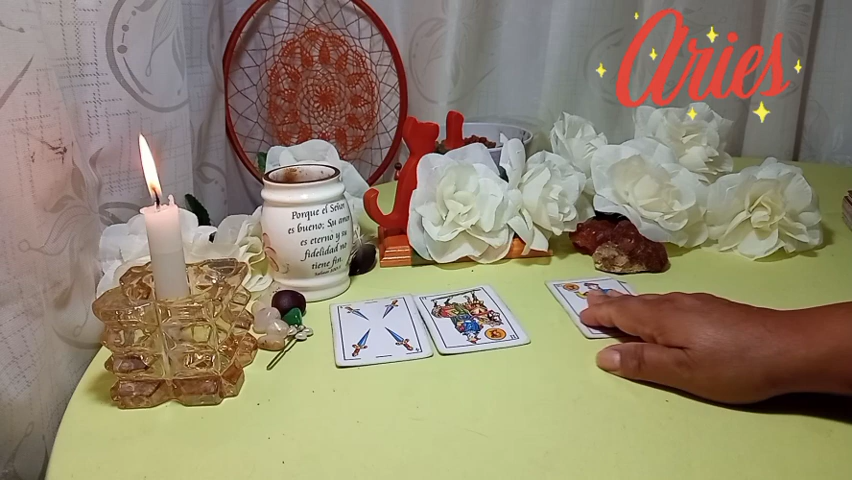 Aries
Porque el Señor
es bueno; Su amor
es eterno y su
fidelidad no
tiene fin.